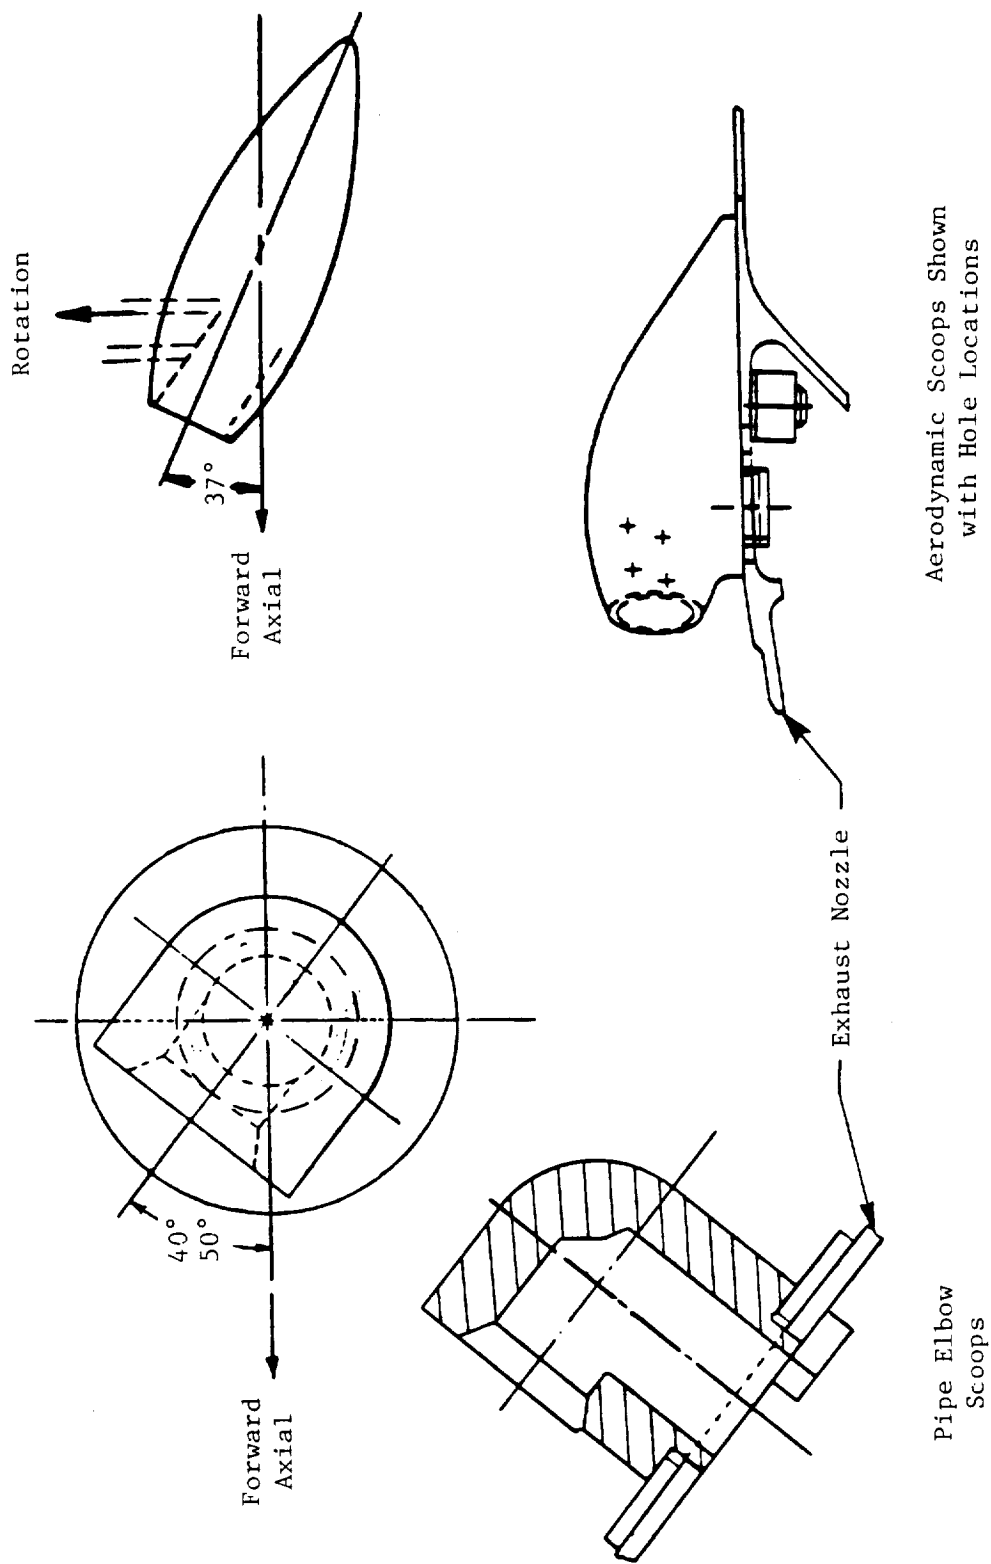 Rotation
37°
Forward
Axial
40°
50°
Forward
Axial
Exhaust Nozzle
Aerodynamic Scoops Shown
with Hole Locations
Pipe Elbow
Scoops